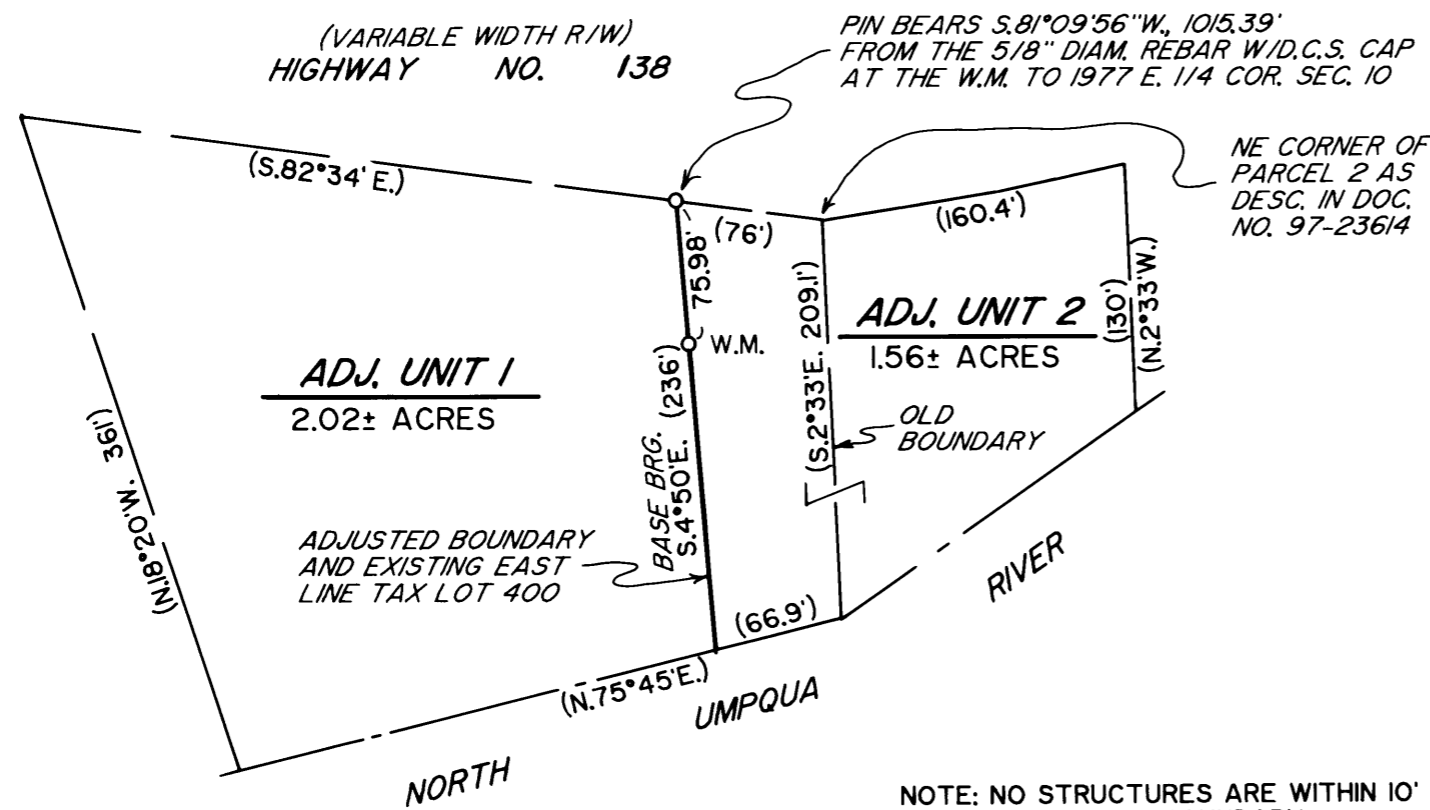 (VARIABLE WIDTH R/W)
HIGHWAY NO. 138
PIN BEARS S.81°09'56"W., 1015.39'
FROM THE 5/8" DIAM. REBAR W/D.C.S. CAP
AT THE W.M. TO 1977 E. 1/4 COR. SEC. 10
NE CORNER OF
PARCEL 2 AS
DESC. IN DOC.
NO. 97-23614
(S.82°34'E.)
(76')
(160.4')
75.98'
W.M.
(S.2°33'E. 209.1')
ADJ. UNIT 2
1.56± ACRES
(130')
(N.2°33'W.)
ADJ. UNIT 1
2.02± ACRES
(N.18°20'W. 361')
BASE BRG.
S.4°50'E. (236')
OLD
BOUNDARY
ADJUSTED BOUNDARY
AND EXISTING EAST
LINE TAX LOT 400
(66.9')
(N.75°45'E.)
NORTH UMPQUA RIVER
NOTE: NO STRUCTURES ARE WITHIN 10'